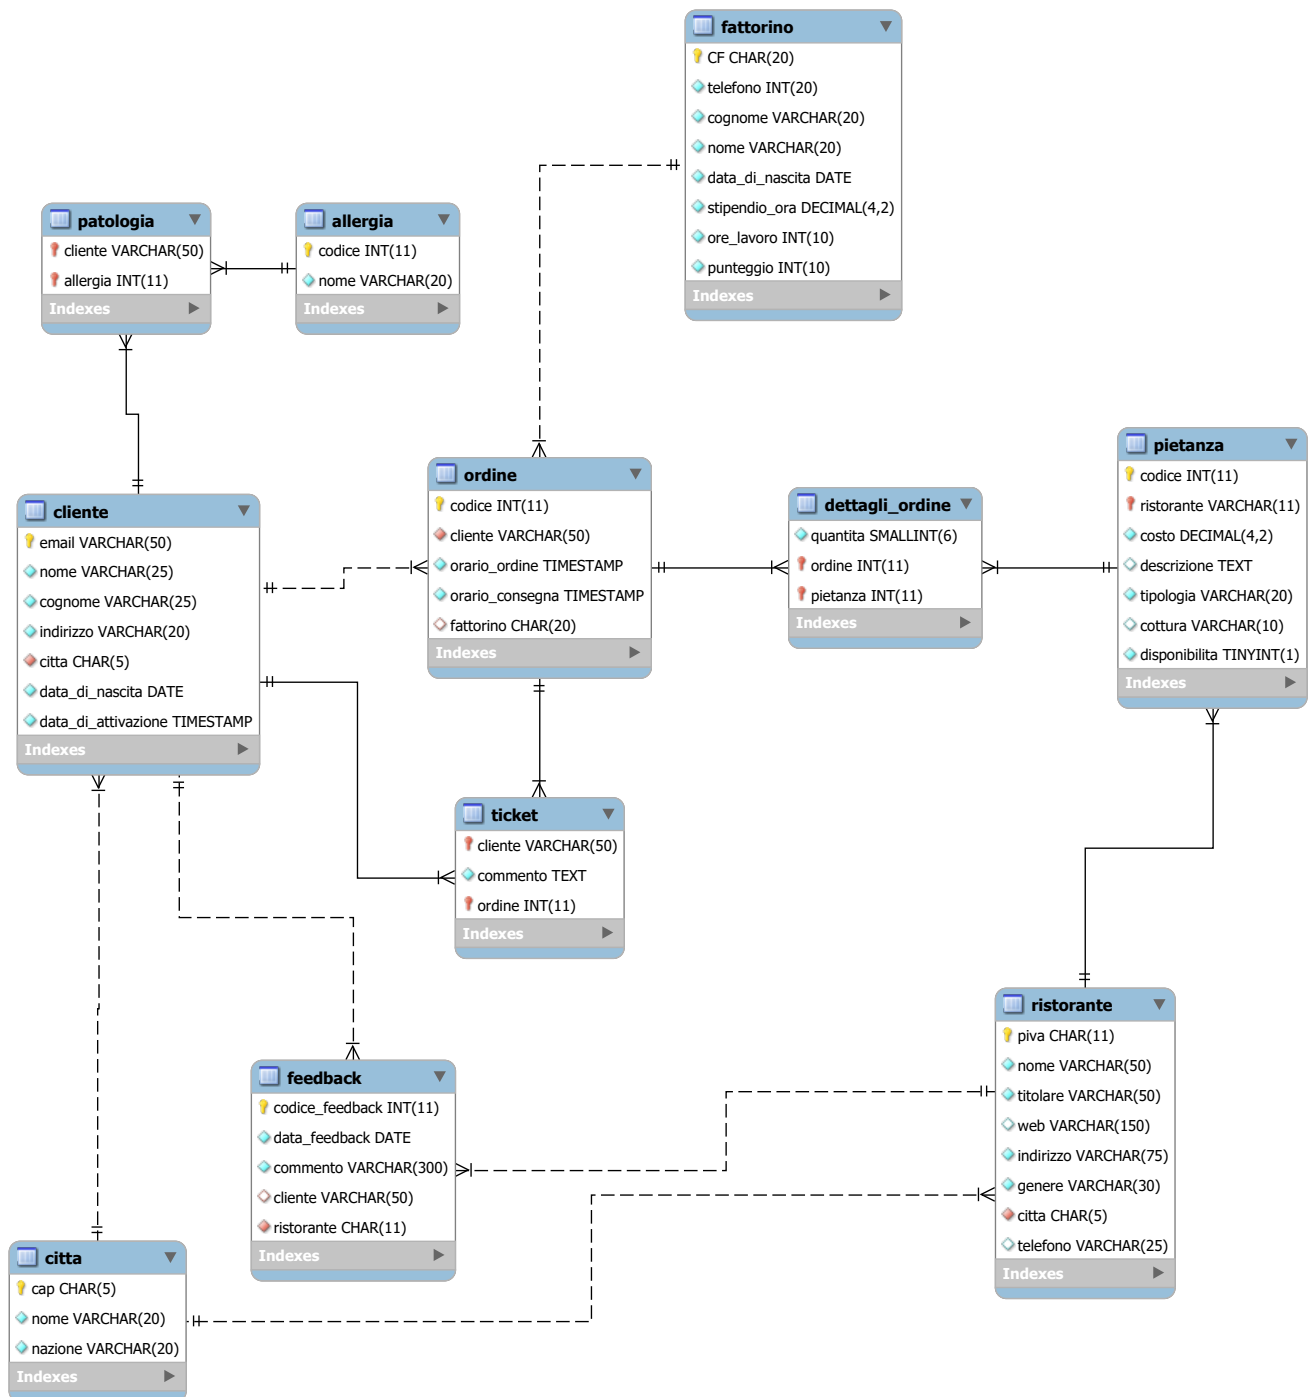 fattorino
CF CHAR(20)
telefono INT(20)
cognome VARCHAR(20)
nome VARCHAR(20)
data_di_nascita DATE
stipendio_ora DECIMAL(4,2)
ore_lavoro INT(10)
punteggio INT(10)
Indexes
patologia
cliente VARCHAR(50)
allergia INT(11)
Indexes
allergia
codice INT(11)
nome VARCHAR(20)
Indexes
cliente
email VARCHAR(50)
nome VARCHAR(25)
cognome VARCHAR(25)
indirizzo VARCHAR(20)
citta CHAR(5)
data_di_nascita DATE
data_di_attivazione TIMESTAMP
Indexes
ordine
codice INT(11)
cliente VARCHAR(50)
orario_ordine TIMESTAMP
orario_consegna TIMESTAMP
fattorino CHAR(20)
Indexes
dettagli_ordine
quantita SMALLINT(6)
ordine INT(11)
pietanza INT(11)
Indexes
pietanza
codice INT(11)
ristorante VARCHAR(11)
costo DECIMAL(4,2)
descrizione TEXT
tipologia VARCHAR(20)
cottura VARCHAR(10)
disponibilita TINYINT(1)
Indexes
ticket
cliente VARCHAR(50)
commento TEXT
ordine INT(11)
Indexes
feedback
codice_feedback INT(11)
data_feedback DATE
commento VARCHAR(300)
cliente VARCHAR(50)
ristorante CHAR(11)
Indexes
ristorante
piva CHAR(11)
nome VARCHAR(50)
titolare VARCHAR(50)
web VARCHAR(150)
indirizzo VARCHAR(75)
genere VARCHAR(30)
citta CHAR(5)
telefono VARCHAR(25)
Indexes
citta
cap CHAR(5)
nome VARCHAR(20)
nazione VARCHAR(20)
Indexes